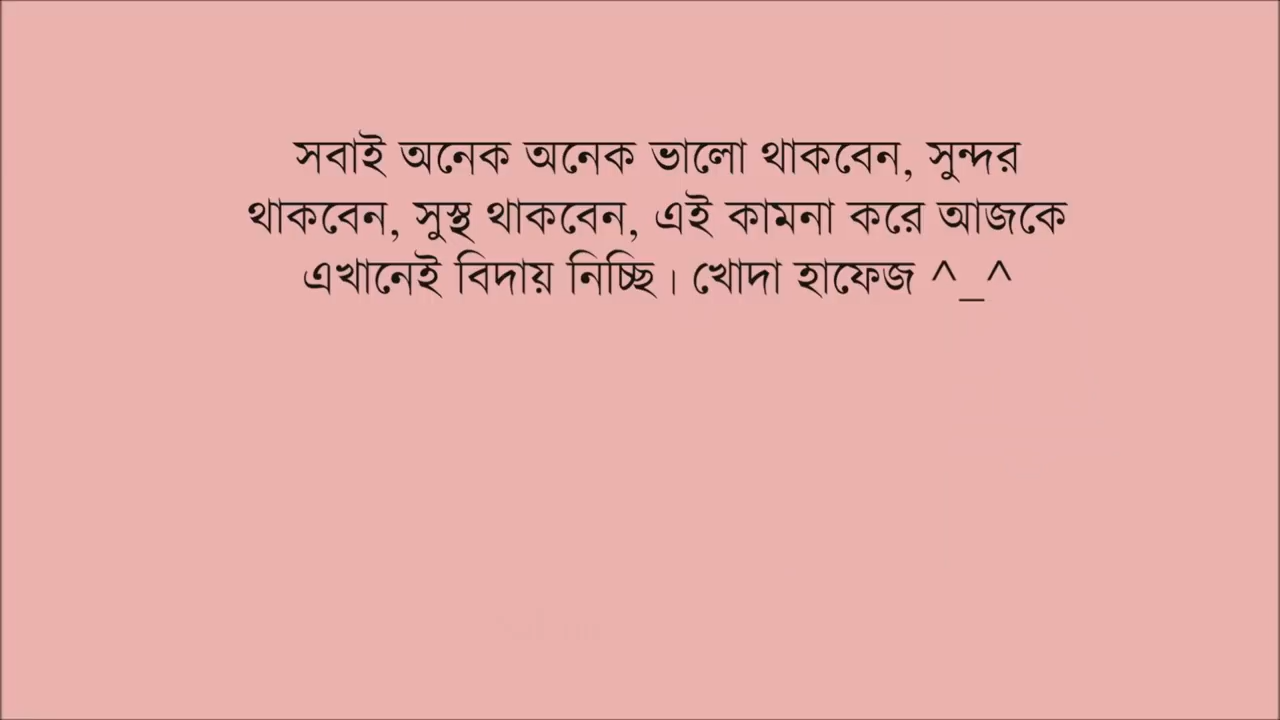 সবাই অনেক অনেক ভালো থাকবেন, সুন্দর
থাকবেন, সুস্থ থাকবেন, এই কামনা করে আজকে
এখানেই বিদায় নিচ্ছি। খোদা হাফেজ ^_^